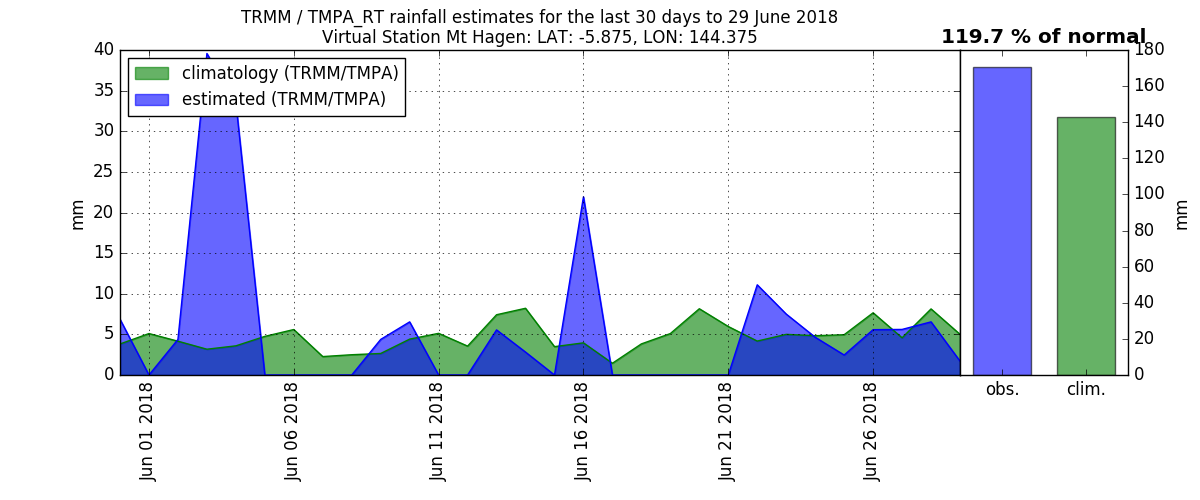 TRMM / TMPA_RT rainfall estimates for the last 30 days to 29 June 2018
Virtual Station Mt Hagen: LAT: -5.875, LON: 144.375
119.7 % of normal
climatology (TRMM/TMPA)
estimated (TRMM/TMPA)
40
35
30
25
20
15
10
5
0
mm
Jun 01 2018
Jun 06 2018
Jun 11 2018
Jun 16 2018
Jun 21 2018
Jun 26 2018
180
160
140
120
100
80
60
40
20
0
mm
obs.
clim.